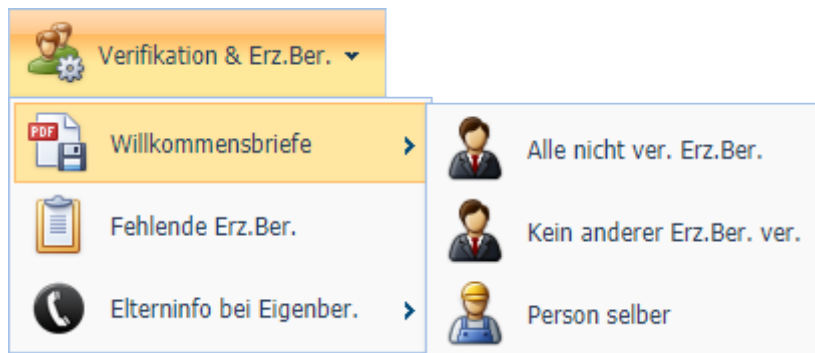 Verifikation & Erz.Ber.
PDF
Willkommensbriefe
Alle nicht ver. Erz.Ber.
Fehlende Erz.Ber.
Kein anderer Erz.Ber. ver.
Elterninfo bei Eigenber.
Person selber